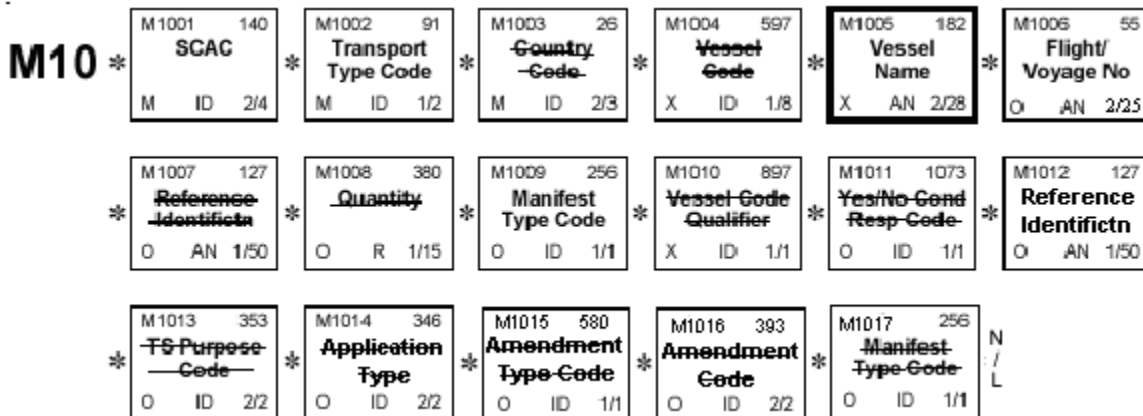 M10 * M1001 140 * M1002 91 * M1003 26 * M1004 597 * M1005 182 * M1006 55
SCAC Transport Country Vessel Vessel Flight/
Type Code Code Code Name Voyage No
M ID 2/4 M ID 1/2 M ID 2/3 X ID 1/8 X AN 2/28 O AN 2/25
* M1007 127 * M1008 380 * M1009 256 * M1010 897 * M1011 1073 * M1012 127
Reference Quantity Manifest Vessel Code Yes/No Cond Reference
Identifictn Type Code Qualifier Resp Code Identifictn
O AN 1/50 O R 1/15 O ID 1/1 X ID 1/1 O ID 1/1 O AN 1/50
* M1013 353 * M1014 346 * M1015 580 * M1016 393 * M1017 256 N
TS Purpose Application Amendment Amendment Manifest /
Code Type Type Code Code Type Code L
O ID 2/2 O ID 2/2 O ID 1/1 O ID 2/2 O ID 1/1